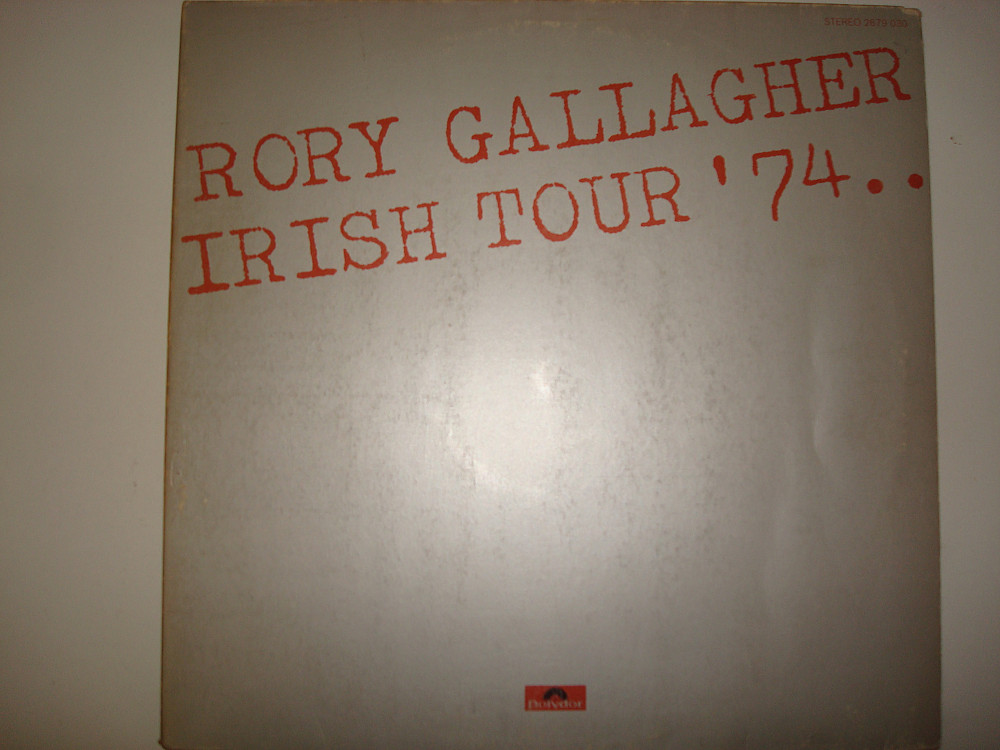 STEREO 2679 030
RORY GALLAGHER
IRISH TOUR '74..
Polydor